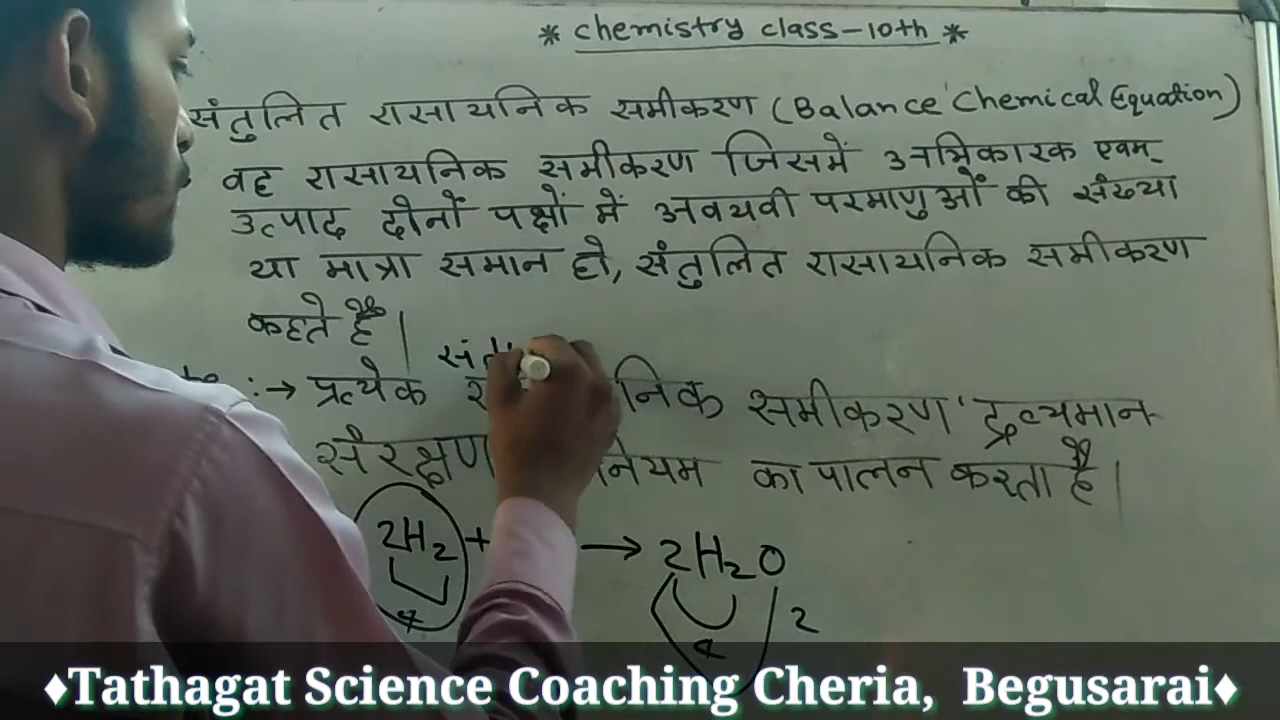 * Chemistry class-10th *
संतुलित रासायनिक समीकरण (Balance Chemical Equation)
वह रासायनिक समीकरण जिसमें अभिकारक एवम्
उत्पाद दोनों पक्षों में अवयवी परमाणुओं की संख्या
या मात्रा समान हो, संतुलित रासायनिक समीकरण
कहते हैं।
:→ प्रत्येक समीकरण 'द्रव्यमान
संरक्षण नियम का पालन करता है।
2H₂ + → 2H₂O
4 4 2
♦Tathagat Science Coaching Cheria, Begusarai♦